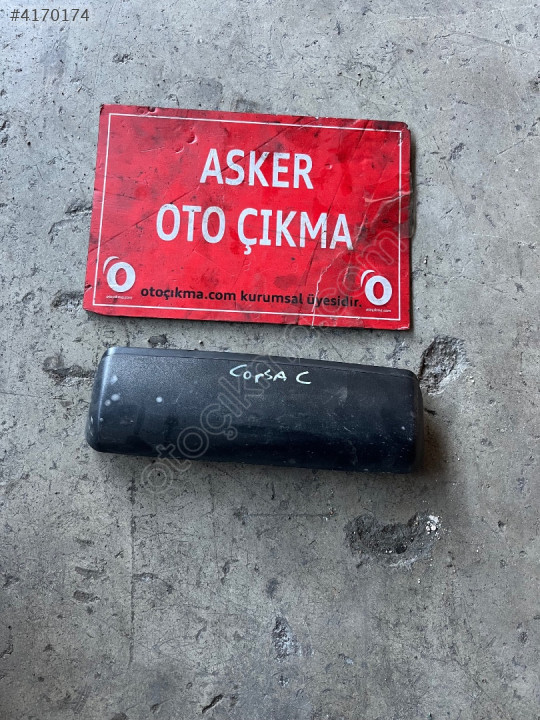 #4170174
ASKER
OTO ÇIKMA
otoçıkma.com kurumsal üyesidir.
CorSA C